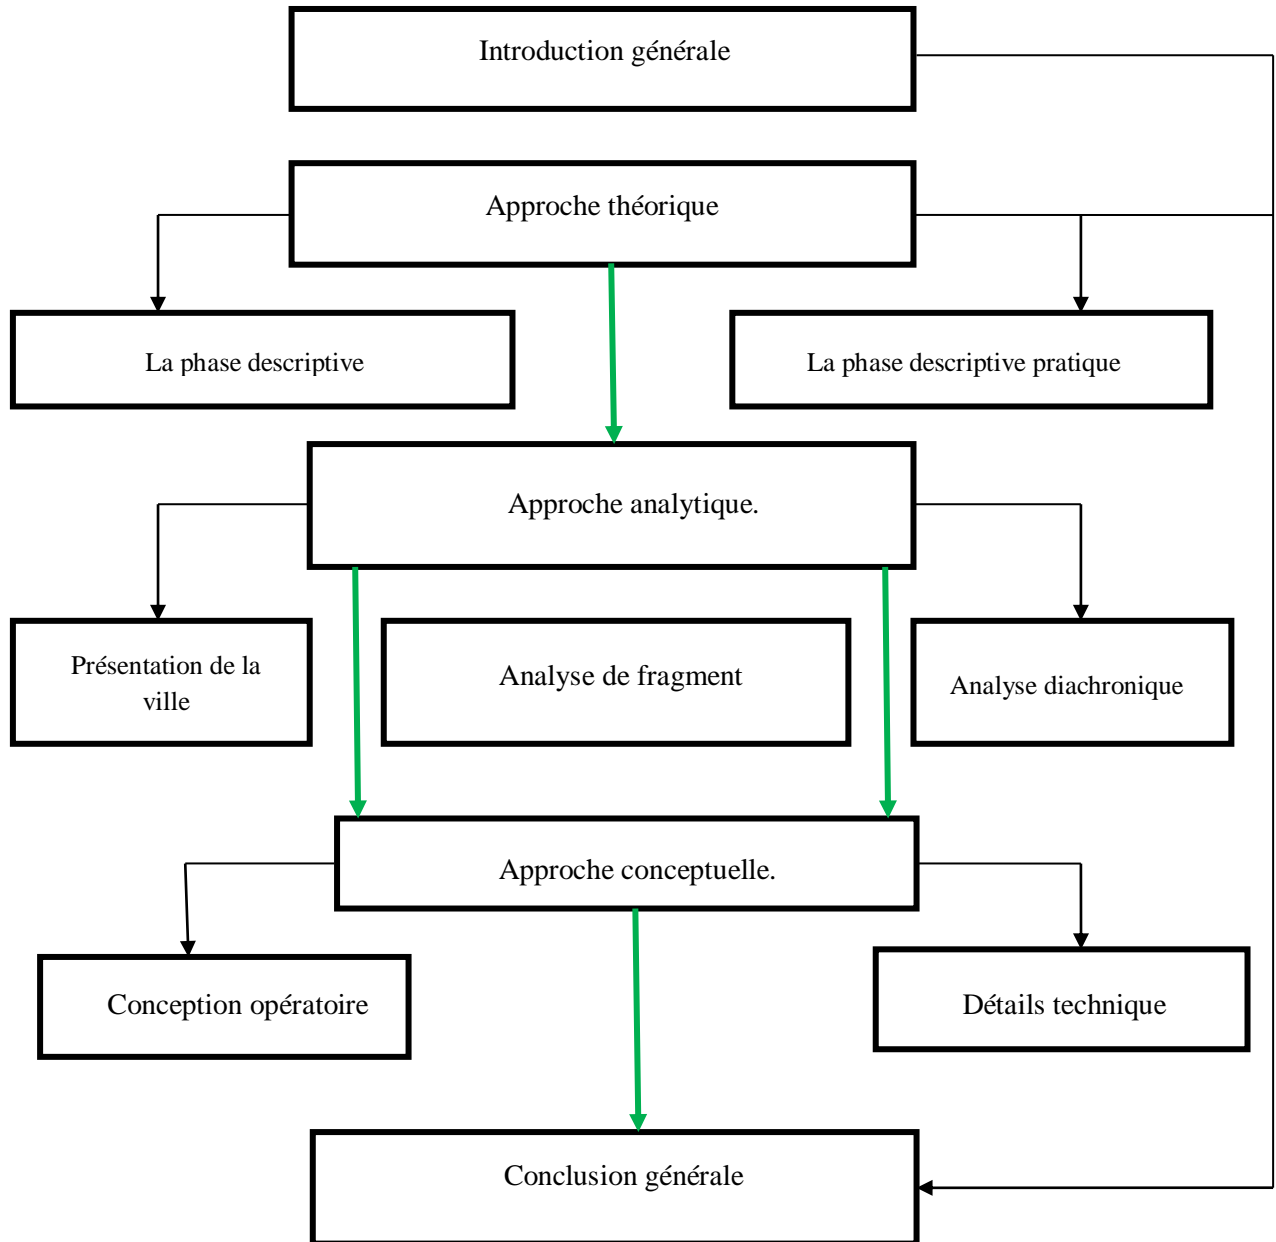 Introduction générale
Approche théorique
La phase descriptive
La phase descriptive pratique
Approche analytique.
Présentation de la
ville
Analyse de fragment
Analyse diachronique
Approche conceptuelle.
Conception opératoire
Détails technique
Conclusion générale